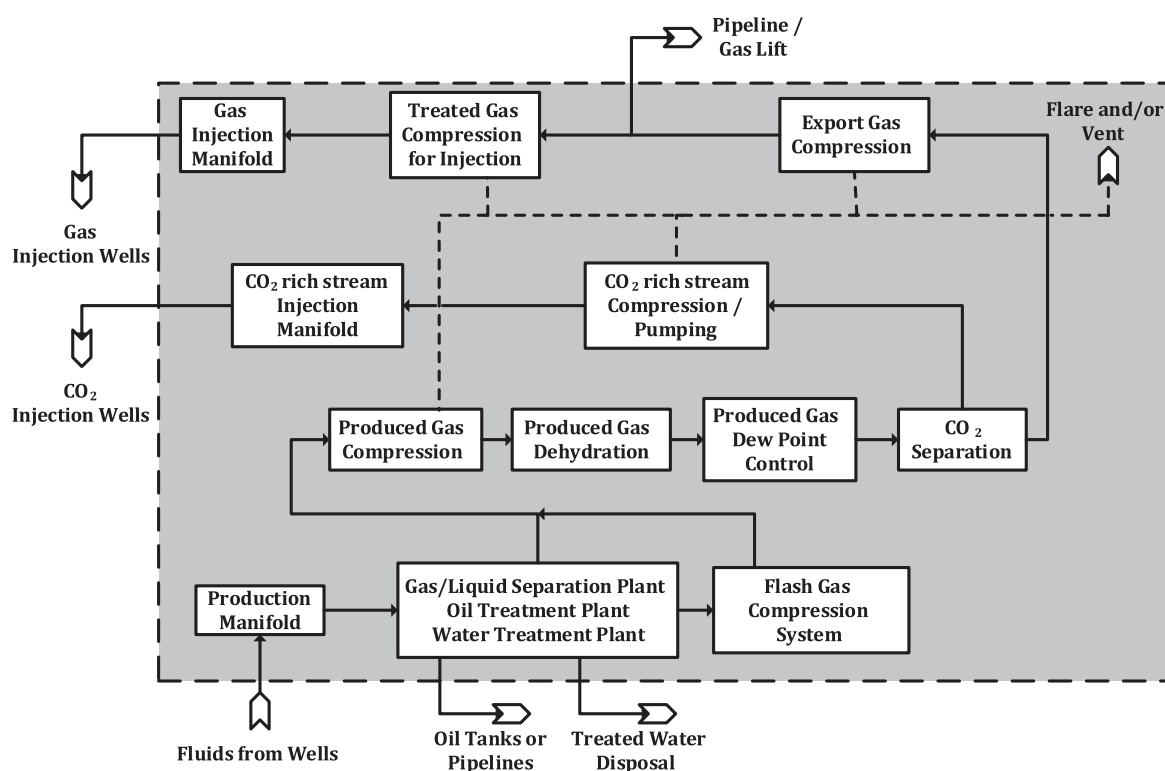 Pipeline /
Gas Lift
Gas
Injection
Manifold
Treated Gas
Compression
for Injection
Export Gas
Compression
Flare and/or
Vent
Gas
Injection Wells
CO₂ rich stream
Injection
Manifold
CO₂ rich stream
Compression /
Pumping
CO₂
Injection Wells
Produced Gas
Compression
Produced Gas
Dehydration
Produced Gas
Dew Point
Control
CO ₂
Separation
Production
Manifold
Gas/Liquid Separation Plant
Oil Treatment Plant
Water Treatment Plant
Flash Gas
Compression
System
Fluids from Wells
Oil Tanks or
Pipelines
Treated Water
Disposal